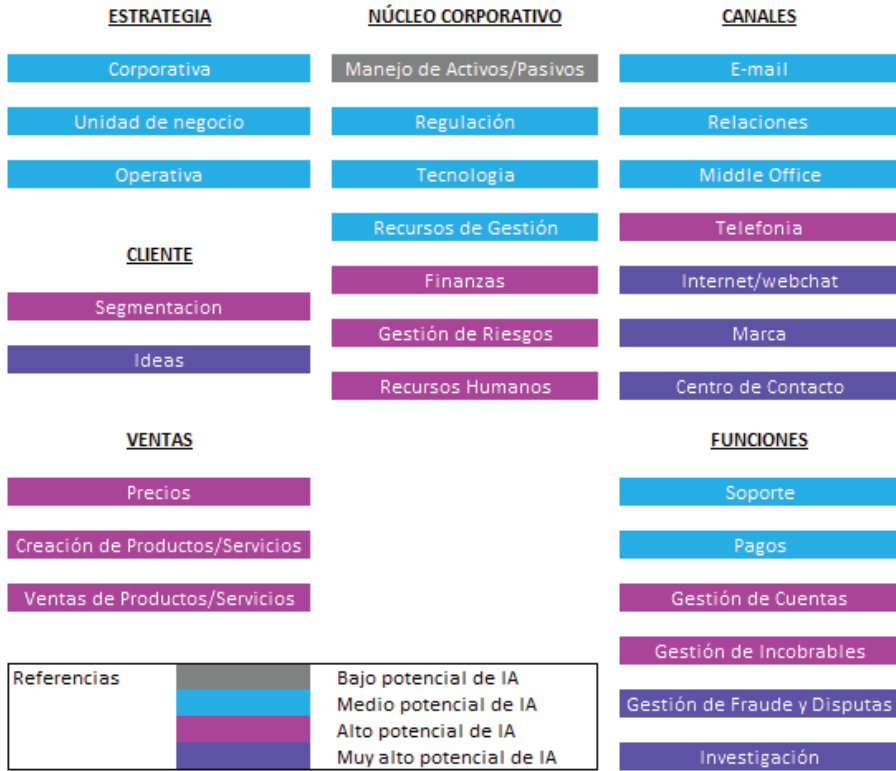 ESTRATEGIA
Corporativa
Unidad de negocio
Operativa
CLIENTE
Segmentacion
Ideas
VENTAS
Precios
Creación de Productos/Servicios
Ventas de Productos/Servicios
NÚCLEO CORPORATIVO
Manejo de Activos/Pasivos
Regulación
Tecnologia
Recursos de Gestión
Finanzas
Gestión de Riesgos
Recursos Humanos
CANALES
E-mail
Relaciones
Middle Office
Telefonia
Internet/webchat
Marca
Centro de Contacto
FUNCIONES
Soporte
Pagos
Gestión de Cuentas
Gestión de Incobrables
Gestión de Fraude y Disputas
Investigación
Referencias
Bajo potencial de IA
Medio potencial de IA
Alto potencial de IA
Muy alto potencial de IA